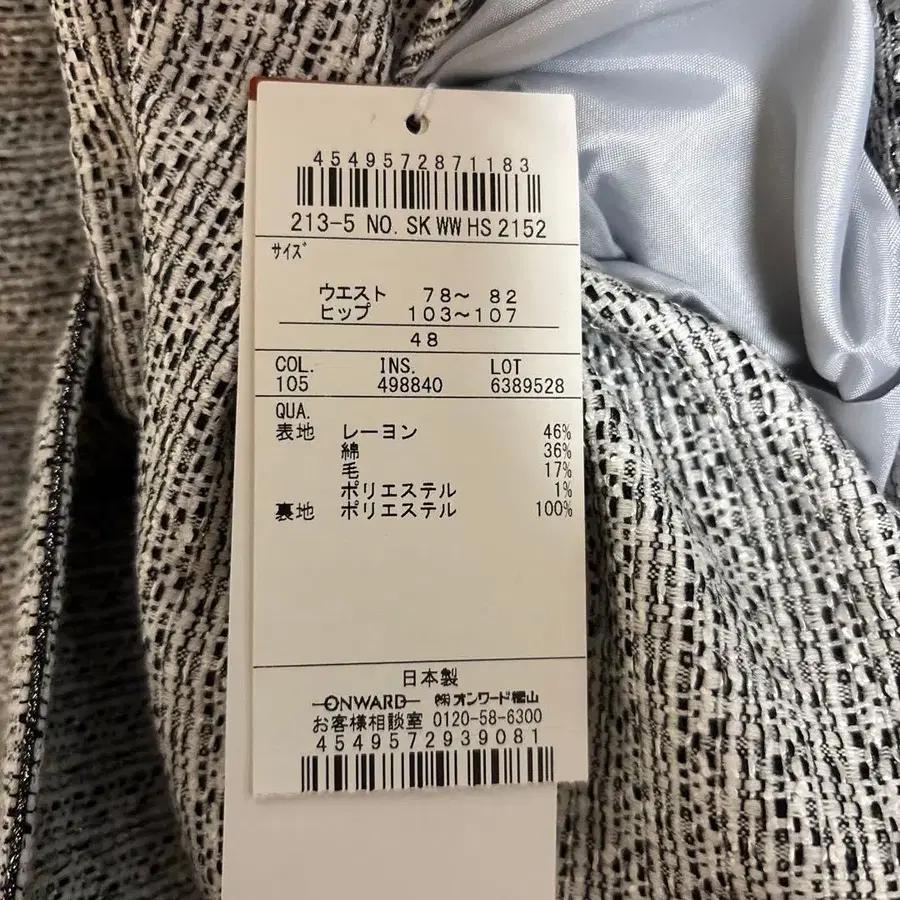 4549572871183
213-5 NO. SK WW HS 2152
サイズ
ウエスト 78〜 82
ヒップ 103〜107
48
COL. INS. LOT
105 498840 6389528
QUA.
表地 レーヨン 46%
綿 36%
毛 17%
ポリエステル 1%
裏地 ポリエステル 100%
日本製
ONWARD ㈱オンワード樫山
お客様相談室 0120-58-6300
4549572939081